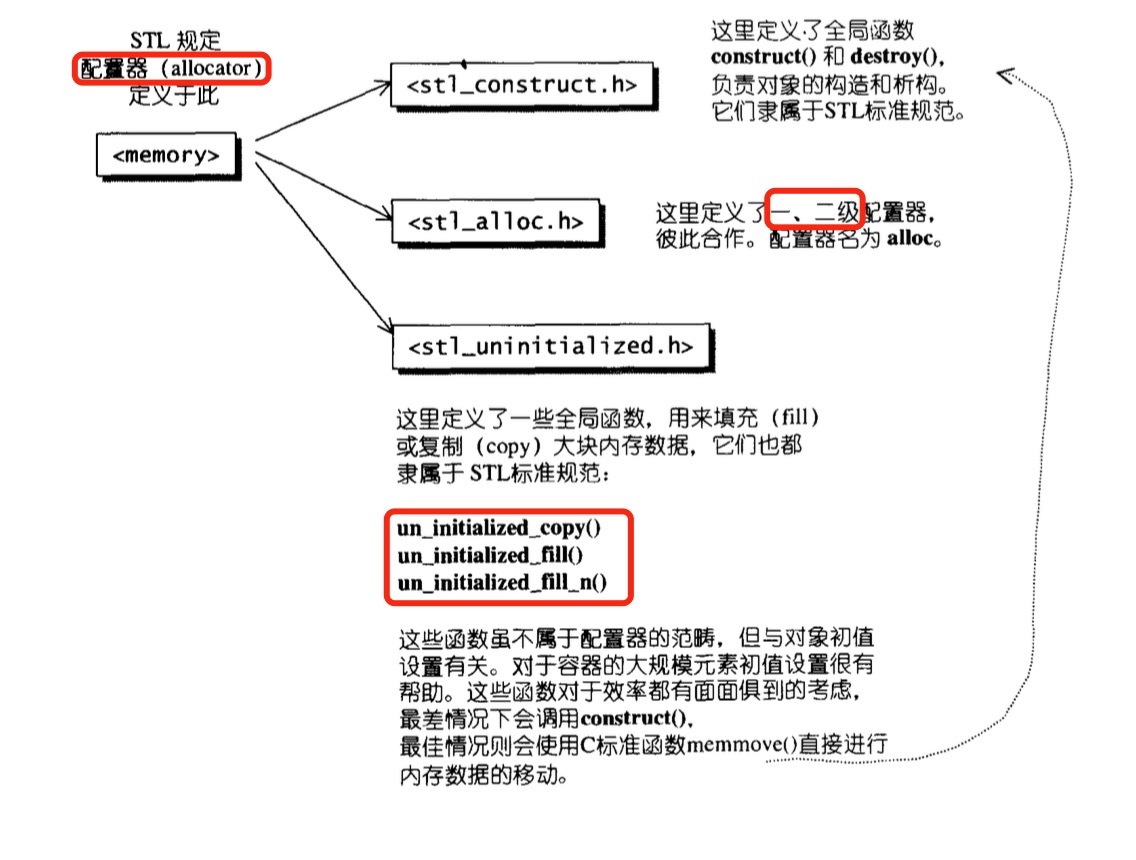 STL 规定
配置器（allocator）
定义于此
<memory>
<stl_construct.h>
这里定义了全局函数
construct() 和 destroy()，
负责对象的构造和析构。
它们隶属于STL标准规范。
<stl_alloc.h>
这里定义了一、二级配置器，
彼此合作。配置器名为 alloc。
<stl_uninitialized.h>
这里定义了一些全局函数，用来填充（fill）
或复制（copy）大块内存数据，它们也都
隶属于 STL标准规范：
un_initialized_copy()
un_initialized_fill()
un_initialized_fill_n()
这些函数虽不属于配置器的范畴，但与对象初值
设置有关。对于容器的大规模元素初值设置很有
帮助。这些函数对于效率都有面面俱到的考虑，
最差情况下会调用construct()，
最佳情况则会使用C标准函数memmove()直接进行
内存数据的移动。